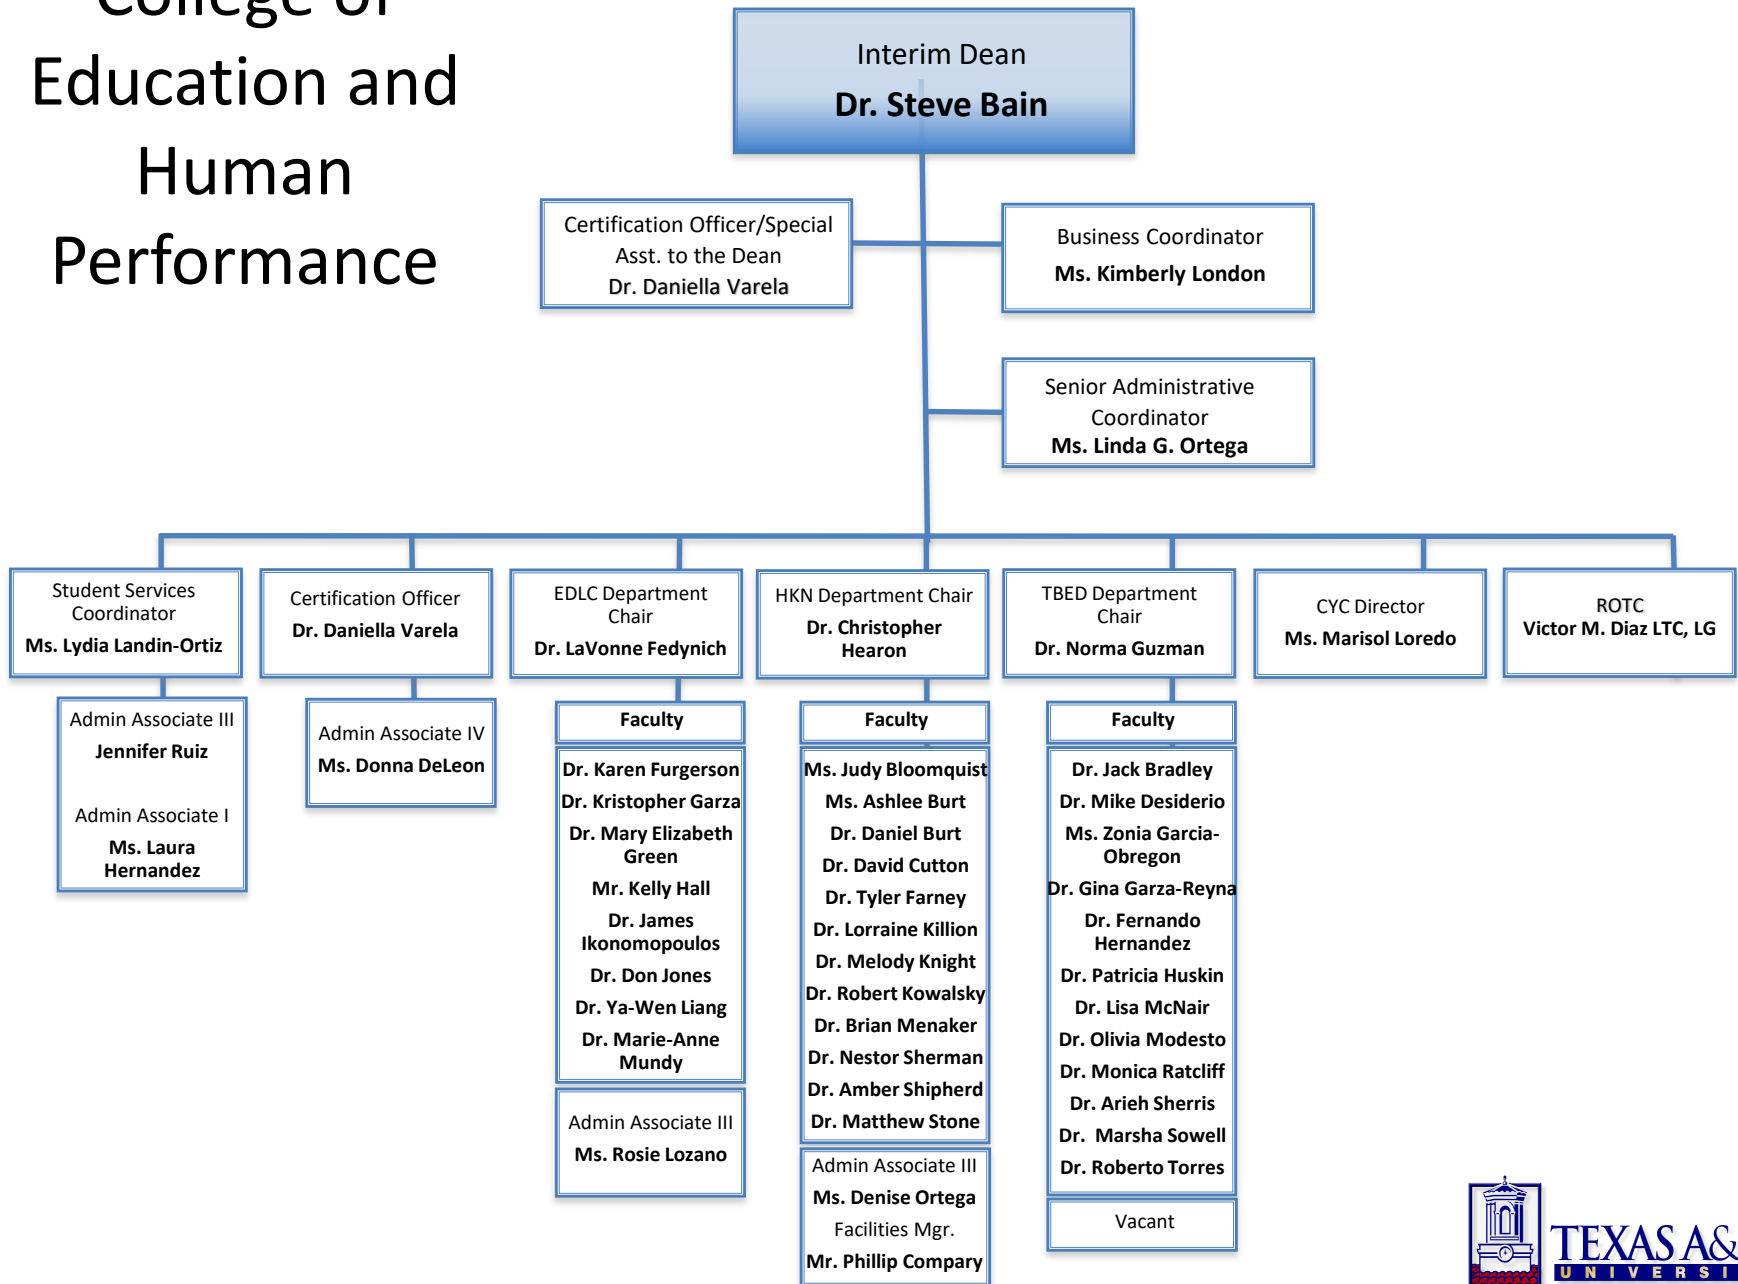 College of
Education and
Human
Performance
Interim Dean
Dr. Steve Bain
Certification Officer/Special
Asst. to the Dean
Dr. Daniella Varela
Business Coordinator
Ms. Kimberly London
Senior Administrative
Coordinator
Ms. Linda G. Ortega
Student Services
Coordinator
Ms. Lydia Landin-Ortiz
Certification Officer
Dr. Daniella Varela
EDLC Department
Chair
Dr. LaVonne Fedynich
HKN Department Chair
Dr. Christopher
Hearon
TBED Department
Chair
Dr. Norma Guzman
CYC Director
Ms. Marisol Loredo
ROTC
Victor M. Diaz LTC, LG
Admin Associate III
Jennifer Ruiz
Admin Associate I
Ms. Laura
Hernandez
Admin Associate IV
Ms. Donna DeLeon
Faculty
Dr. Karen Furgerson
Dr. Kristopher Garza
Dr. Mary Elizabeth
Green
Mr. Kelly Hall
Dr. James
Ikonomopoulos
Dr. Don Jones
Dr. Ya-Wen Liang
Dr. Marie-Anne
Mundy
Admin Associate III
Ms. Rosie Lozano
Faculty
Ms. Judy Bloomquist
Ms. Ashlee Burt
Dr. Daniel Burt
Dr. David Cutton
Dr. Tyler Farney
Dr. Lorraine Killion
Dr. Melody Knight
Dr. Robert Kowalsky
Dr. Brian Menaker
Dr. Nestor Sherman
Dr. Amber Shipherd
Dr. Matthew Stone
Admin Associate III
Ms. Denise Ortega
Facilities Mgr.
Mr. Phillip Compary
Faculty
Dr. Jack Bradley
Dr. Mike Desiderio
Ms. Zonia Garcia-
Obregon
Dr. Gina Garza-Reyna
Dr. Fernando
Hernandez
Dr. Patricia Huskin
Dr. Lisa McNair
Dr. Olivia Modesto
Dr. Monica Ratcliff
Dr. Arieh Sherris
Dr. Marsha Sowell
Dr. Roberto Torres
Vacant
TEXAS A&
UNIVERSI